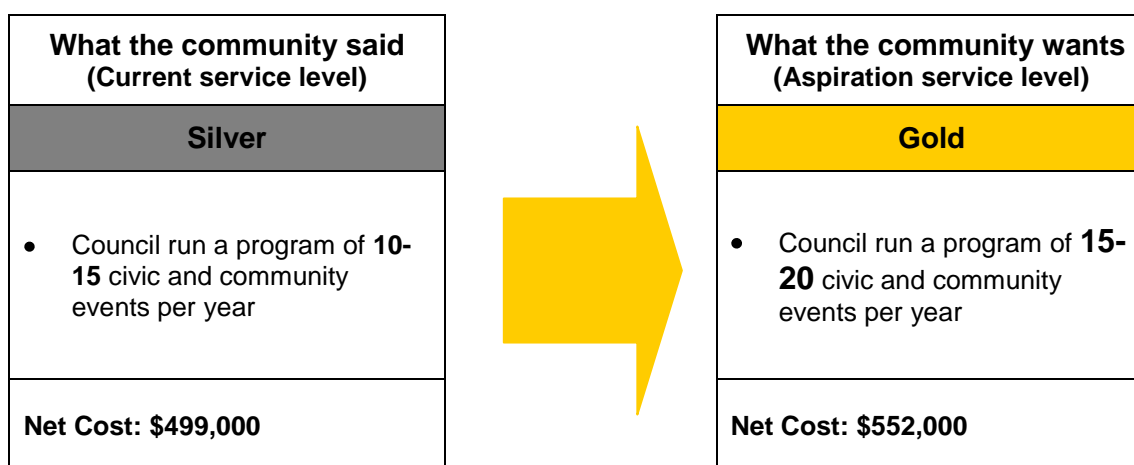 What the community said
(Current service level)
Silver
• Council run a program of 10-
15 civic and community
events per year
Net Cost: $499,000
What the community wants
(Aspiration service level)
Gold
• Council run a program of 15-
20 civic and community
events per year
Net Cost: $552,000